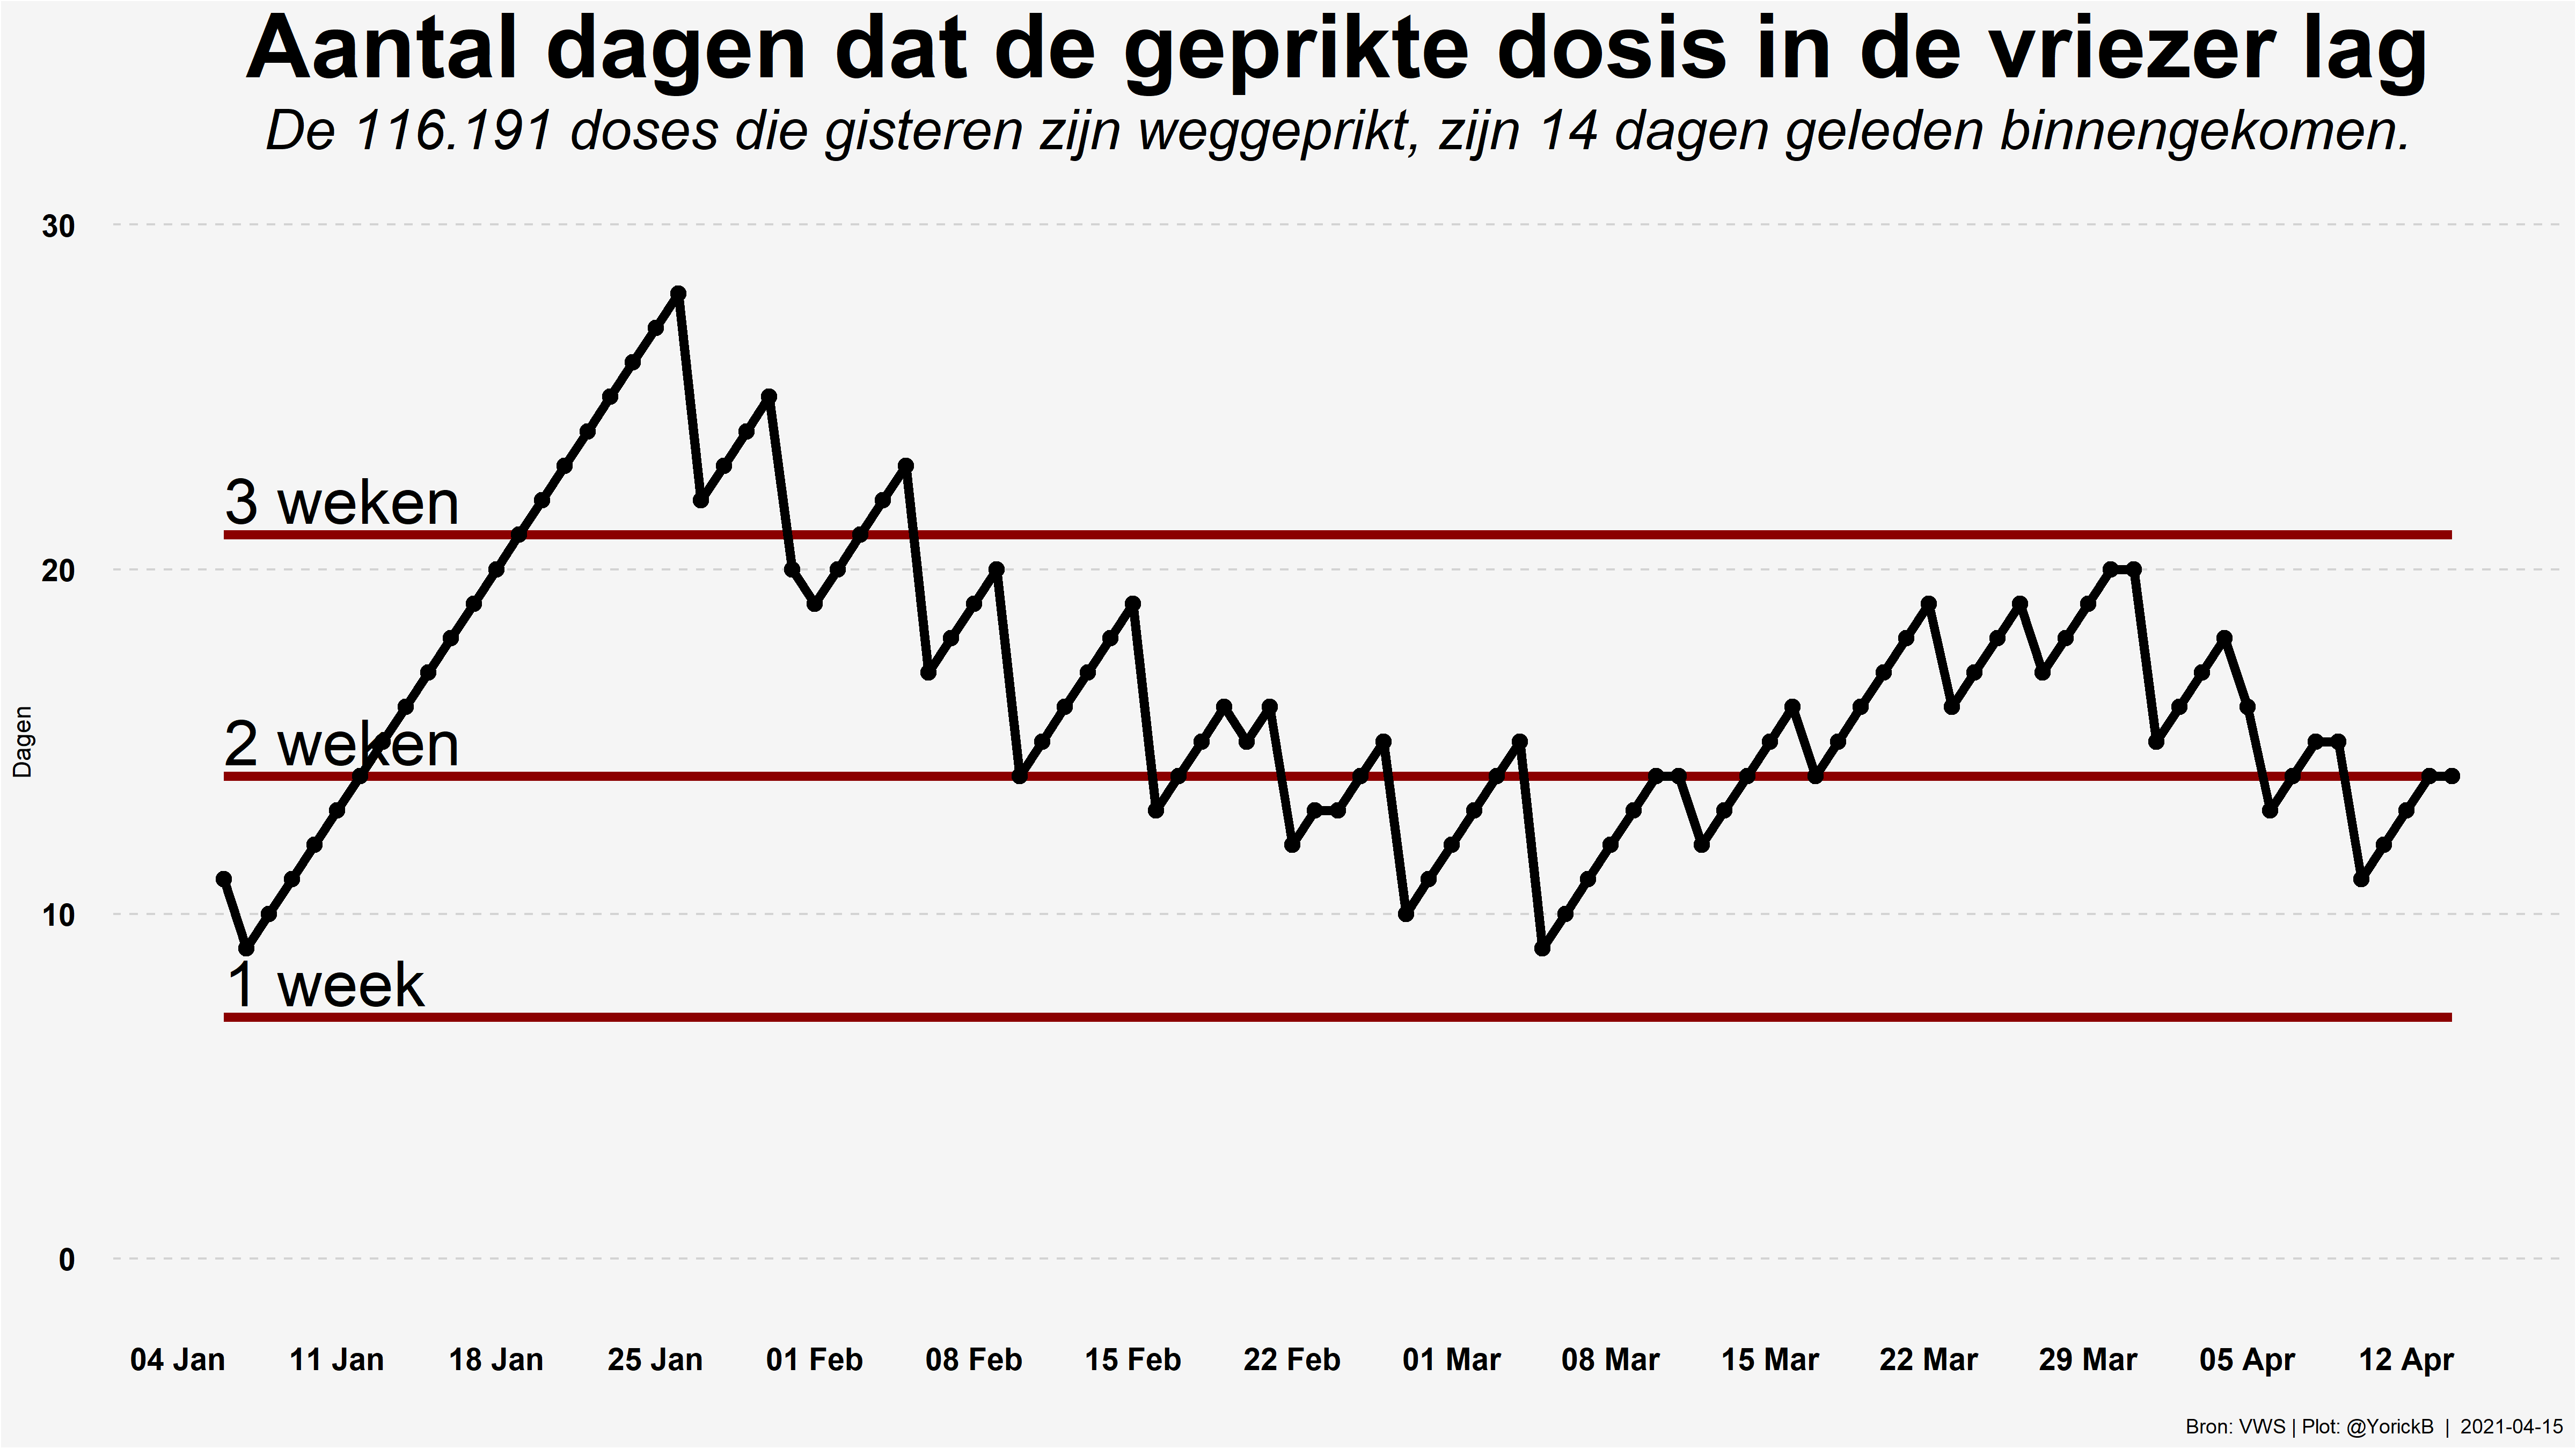 Aantal dagen dat de geprikte dosis in de vriezer lag
De 116.191 doses die gisteren zijn weggeprikt, zijn 14 dagen geleden binnengekomen.
30
3 weken
20
2 weken
Dagen
10
1 week
0
04 Jan 11 Jan 18 Jan 25 Jan 01 Feb 08 Feb 15 Feb 22 Feb 01 Mar 08 Mar 15 Mar 22 Mar 29 Mar 05 Apr 12 Apr
Bron: VWS | Plot: @YorickB | 2021-04-15